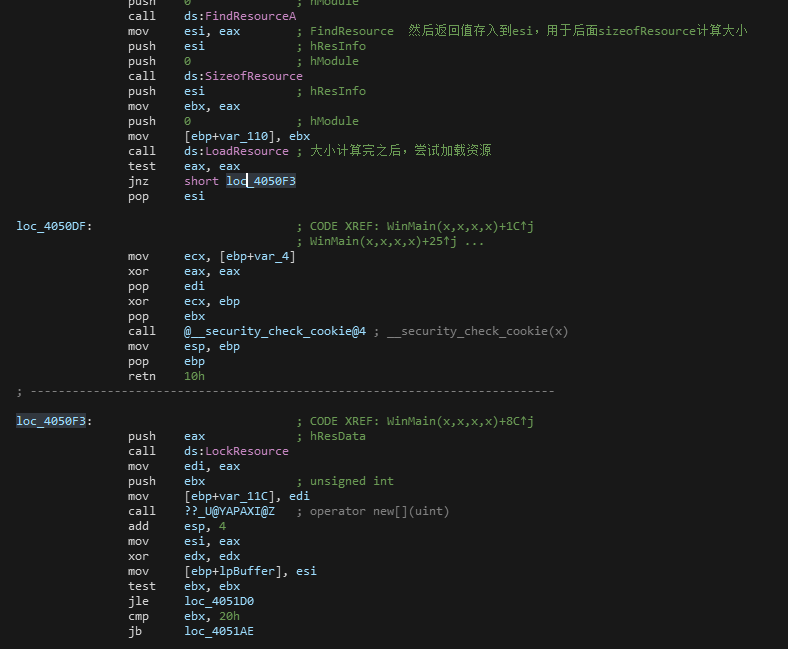 push 0 ; hModule
call ds:FindResourceA
mov esi, eax ; FindResource 然后返回值存入到esi，用于后面sizeofResource计算大小
push esi ; hResInfo
push 0 ; hModule
call ds:SizeofResource
push esi ; hResInfo
mov ebx, eax
push 0 ; hModule
mov [ebp+var_110], ebx
call ds:LoadResource ; 大小计算完之后，尝试加载资源
test eax, eax
jnz short loc_4050F3
pop esi
loc_4050DF: ; CODE XREF: WinMain(x,x,x,x)+1C↑j
; WinMain(x,x,x,x)+25↑j ...
mov ecx, [ebp+var_4]
xor eax, eax
pop edi
xor ecx, ebp
pop ebx
call @__security_check_cookie@4 ; __security_check_cookie(x)
mov esp, ebp
pop ebp
retn 10h
; ---------------------------------------------------------------------------
loc_4050F3: ; CODE XREF: WinMain(x,x,x,x)+8C↑j
push eax ; hResData
call ds:LockResource
mov edi, eax
push ebx ; unsigned int
mov [ebp+var_11C], edi
call ??_U@YAPAXI@Z ; operator new[](uint)
add esp, 4
mov esi, eax
xor edx, edx
mov [ebp+lpBuffer], esi
test ebx, ebx
jle loc_4051D0
cmp ebx, 20h
jb loc_4051AE